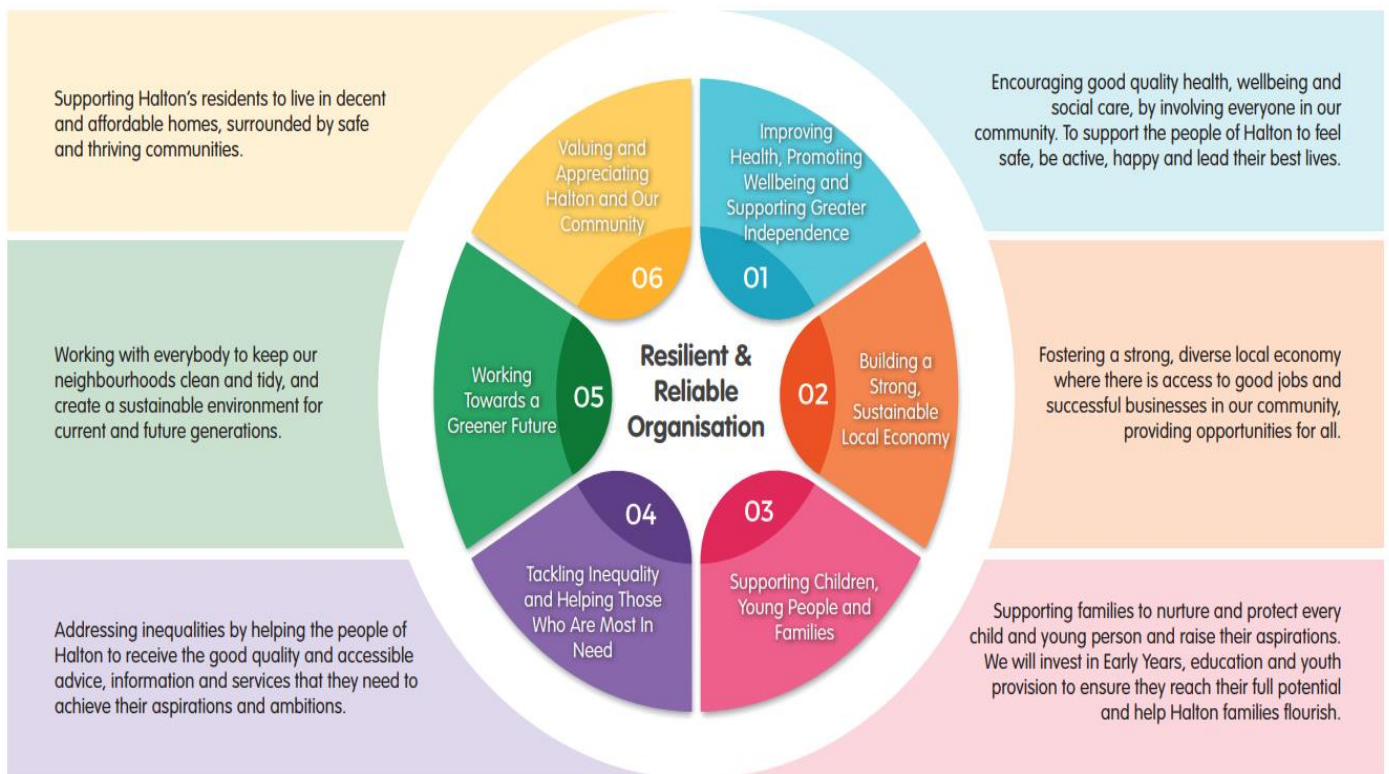 Supporting Halton's residents to live in decent
and affordable homes, surrounded by safe
and thriving communities.
Working with everybody to keep our
neighbourhoods clean and tidy, and
create a sustainable environment for
current and future generations.
Addressing inequalities by helping the people of
Halton to receive the good quality and accessible
advice, information and services that they need to
achieve their aspirations and ambitions.
Valuing and
Appreciating
Halton and Our
Community
06
Improving
Health, Promoting
Wellbeing and
Supporting Greater
Independence
01
Working
Towards a
Greener Future
05
Resilient &
Reliable
Organisation
02
Building a
Strong,
Sustainable
Local Economy
04
Tackling Inequality
and Helping Those
Who Are Most In
Need
03
Supporting Children,
Young People and
Families
Encouraging good quality health, wellbeing and
social care, by involving everyone in our
community. To support the people of Halton to feel
safe, be active, happy and lead their best lives.
Fostering a strong, diverse local economy
where there is access to good jobs and
successful businesses in our community,
providing opportunities for all.
Supporting families to nurture and protect every
child and young person and raise their aspirations.
We will invest in Early Years, education and youth
provision to ensure they reach their full potential
and help Halton families flourish.